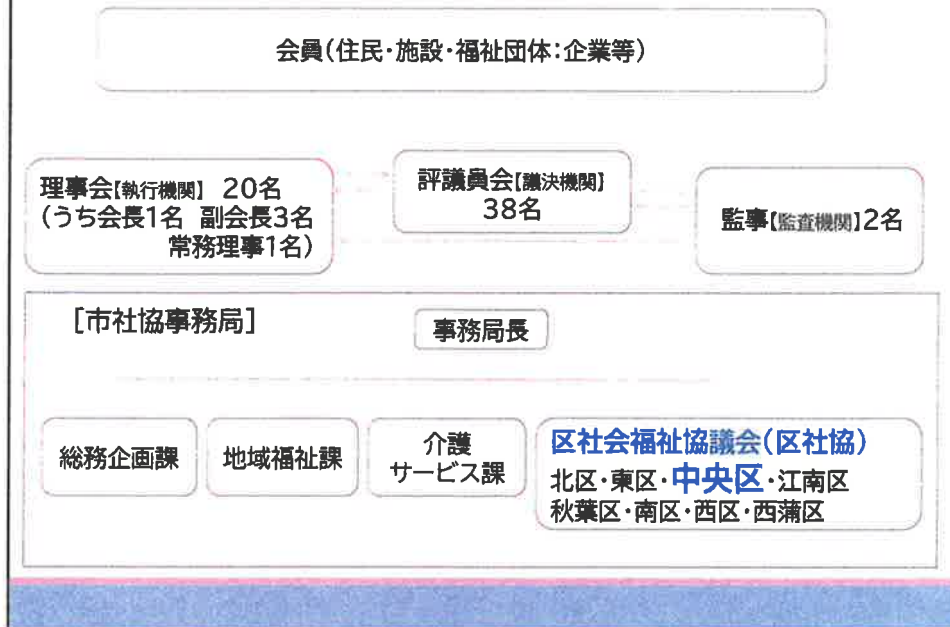 会員(住民・施設・福祉団体:企業等)
理事会【執行機関】 20名
(うち会長1名 副会長3名
常務理事1名)
評議員会【議決機関】
38名
監事【監査機関】2名
[市社協事務局]
事務局長
総務企画課
地域福祉課
介護
サービス課
区社会福祉協議会(区社協)
北区・東区・中央区・江南区
秋葉区・南区・西区・西蒲区